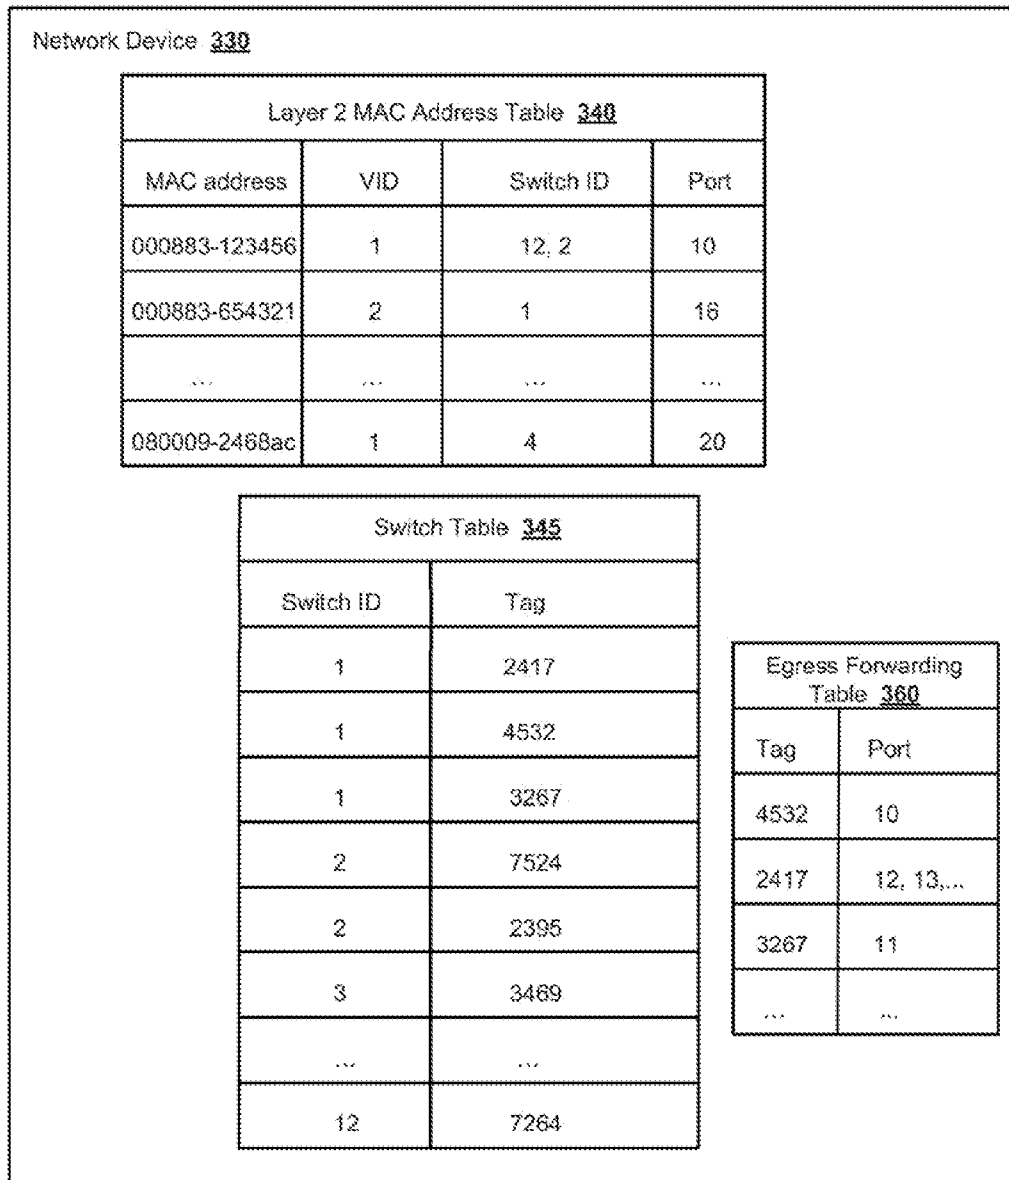 Network Device 330
Layer 2 MAC Address Table 340
MAC address VID Switch ID Port
000883-123456 1 12, 2 10
000883-654321 2 1 16
... ... ... ...
080009-2468ac 1 4 20
Switch Table 345
Switch ID Tag
1 2417
1 4532
1 3267
2 7524
2 2395
3 3469
... ...
12 7264
Egress Forwarding
Table 360
Tag Port
4532 10
2417 12, 13,...
3267 11
... ...